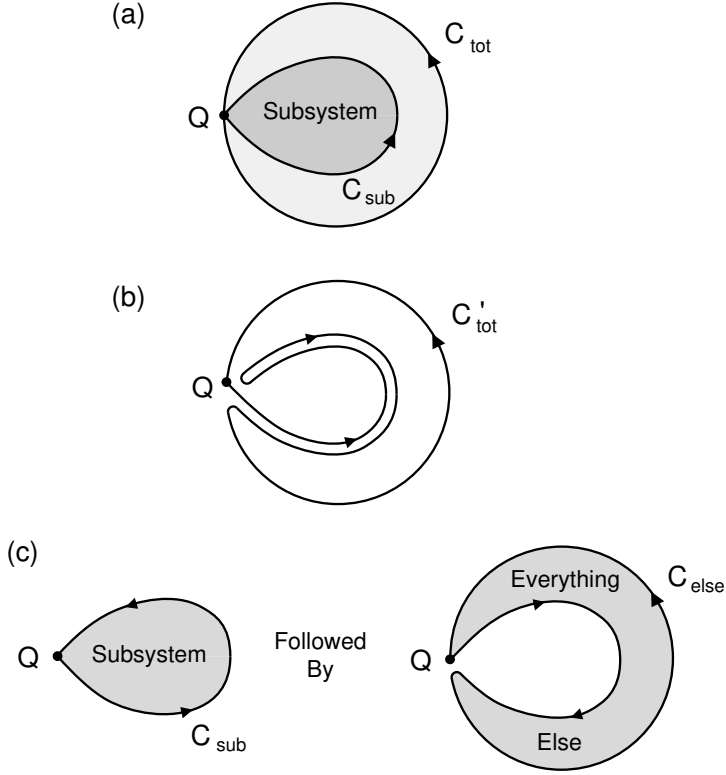 (a)
C tot
Q
Subsystem
C sub
(b)
C' tot
Q
(c)
Everything
C else
Q
Subsystem
Followed
By
Q
C sub
Else